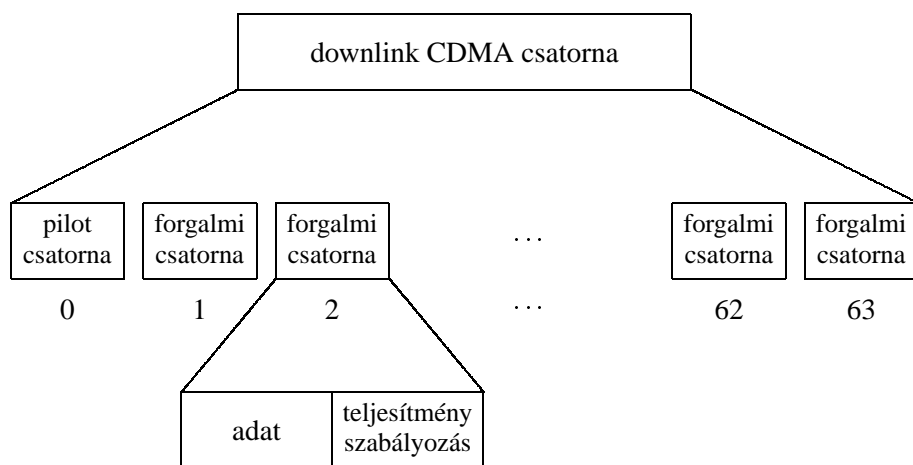 downlink CDMA csatorna
pilot
csatorna
forgalmi
csatorna
forgalmi
csatorna
...
forgalmi
csatorna
forgalmi
csatorna
0
1
2
...
62
63
adat
teljesítmény
szabályozás